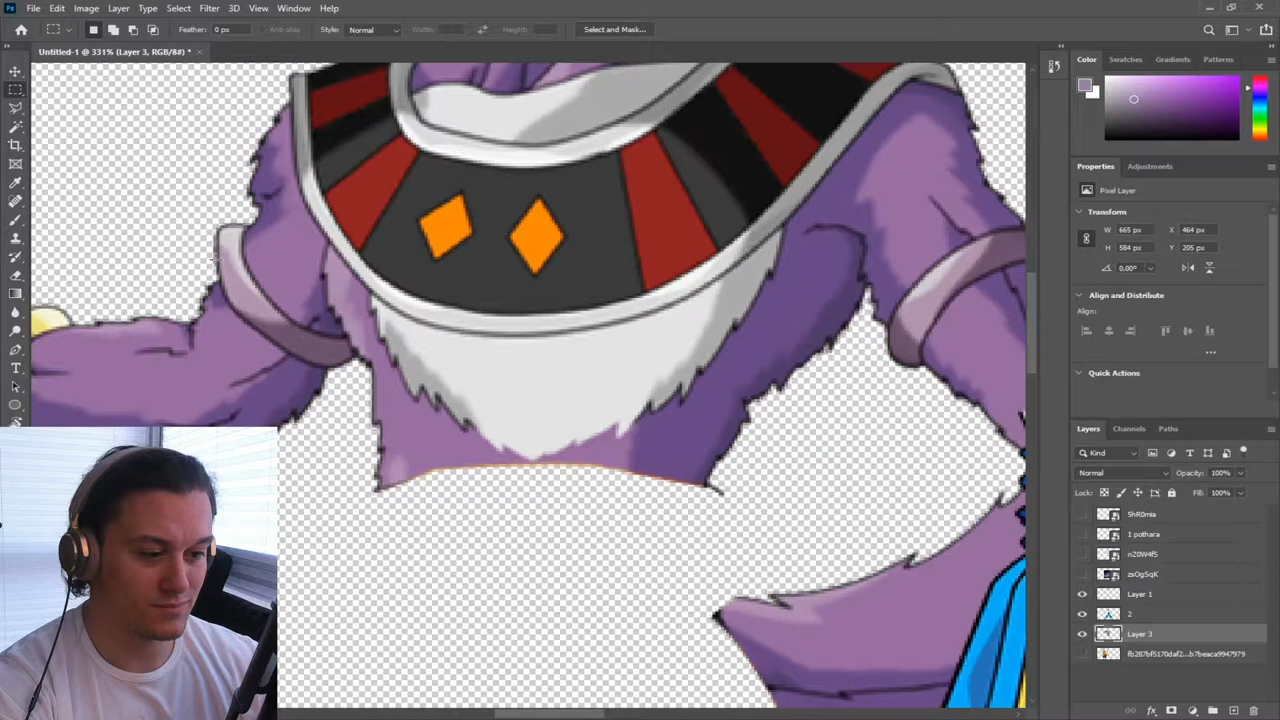 Ps File Edit Image Layer Type Select Filter 3D View Window Help
Feather: 0 px Anti-alias Style: Normal Width: Height: Select and Mask...
Untitled-1 @ 331% (Layer 3, RGB/8#) * ×
Color Swatches Gradients Patterns
Properties Adjustments
Pixel Layer
Transform
W 665 px X 464 px
H 584 px Y 205 px
0,00°
Align and Distribute
Align:
...
Quick Actions
Layers Channels Paths
Kind
Normal Opacity: 100%
Lock: Fill: 100%
5hR0mia
1 pothara
nZ0W4fS
zsOgSqK
Layer 1
2
Layer 3
fb287bf5170daf2...b7beaca9947979